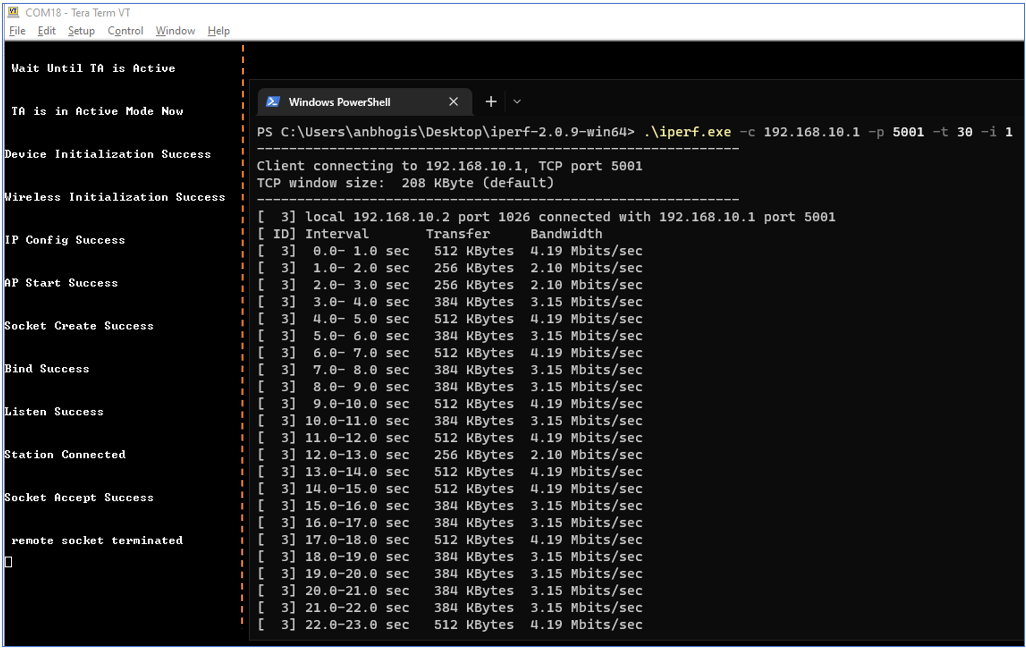 COM18 - Tera Term VT
File Edit Setup Control Window Help
Wait Until TA is Active
TA is in Active Mode Now
Device Initialization Success
Wireless Initialization Success
IP Config Success
AP Start Success
Socket Create Success
Bind Success
Listen Success
Station Connected
Socket Accept Success
remote socket terminated
Windows PowerShell
PS C:\Users\anbhogis\Desktop\iperf-2.0.9-win64> .\iperf.exe -c 192.168.10.1 -p 5001 -t 30 -i 1
------------------------------------------------------------
Client connecting to 192.168.10.1, TCP port 5001
TCP window size:  208 KByte (default)
------------------------------------------------------------
[  3] local 192.168.10.2 port 1026 connected with 192.168.10.1 port 5001
[ ID] Interval       Transfer     Bandwidth
[  3]  0.0- 1.0 sec   512 KBytes  4.19 Mbits/sec
[  3]  1.0- 2.0 sec   256 KBytes  2.10 Mbits/sec
[  3]  2.0- 3.0 sec   256 KBytes  2.10 Mbits/sec
[  3]  3.0- 4.0 sec   384 KBytes  3.15 Mbits/sec
[  3]  4.0- 5.0 sec   512 KBytes  4.19 Mbits/sec
[  3]  5.0- 6.0 sec   384 KBytes  3.15 Mbits/sec
[  3]  6.0- 7.0 sec   512 KBytes  4.19 Mbits/sec
[  3]  7.0- 8.0 sec   384 KBytes  3.15 Mbits/sec
[  3]  8.0- 9.0 sec   384 KBytes  3.15 Mbits/sec
[  3]  9.0-10.0 sec   512 KBytes  4.19 Mbits/sec
[  3] 10.0-11.0 sec   384 KBytes  3.15 Mbits/sec
[  3] 11.0-12.0 sec   512 KBytes  4.19 Mbits/sec
[  3] 12.0-13.0 sec   256 KBytes  2.10 Mbits/sec
[  3] 13.0-14.0 sec   512 KBytes  4.19 Mbits/sec
[  3] 14.0-15.0 sec   512 KBytes  4.19 Mbits/sec
[  3] 15.0-16.0 sec   384 KBytes  3.15 Mbits/sec
[  3] 16.0-17.0 sec   384 KBytes  3.15 Mbits/sec
[  3] 17.0-18.0 sec   512 KBytes  4.19 Mbits/sec
[  3] 18.0-19.0 sec   384 KBytes  3.15 Mbits/sec
[  3] 19.0-20.0 sec   384 KBytes  3.15 Mbits/sec
[  3] 20.0-21.0 sec   384 KBytes  3.15 Mbits/sec
[  3] 21.0-22.0 sec   384 KBytes  3.15 Mbits/sec
[  3] 22.0-23.0 sec   512 KBytes  4.19 Mbits/sec